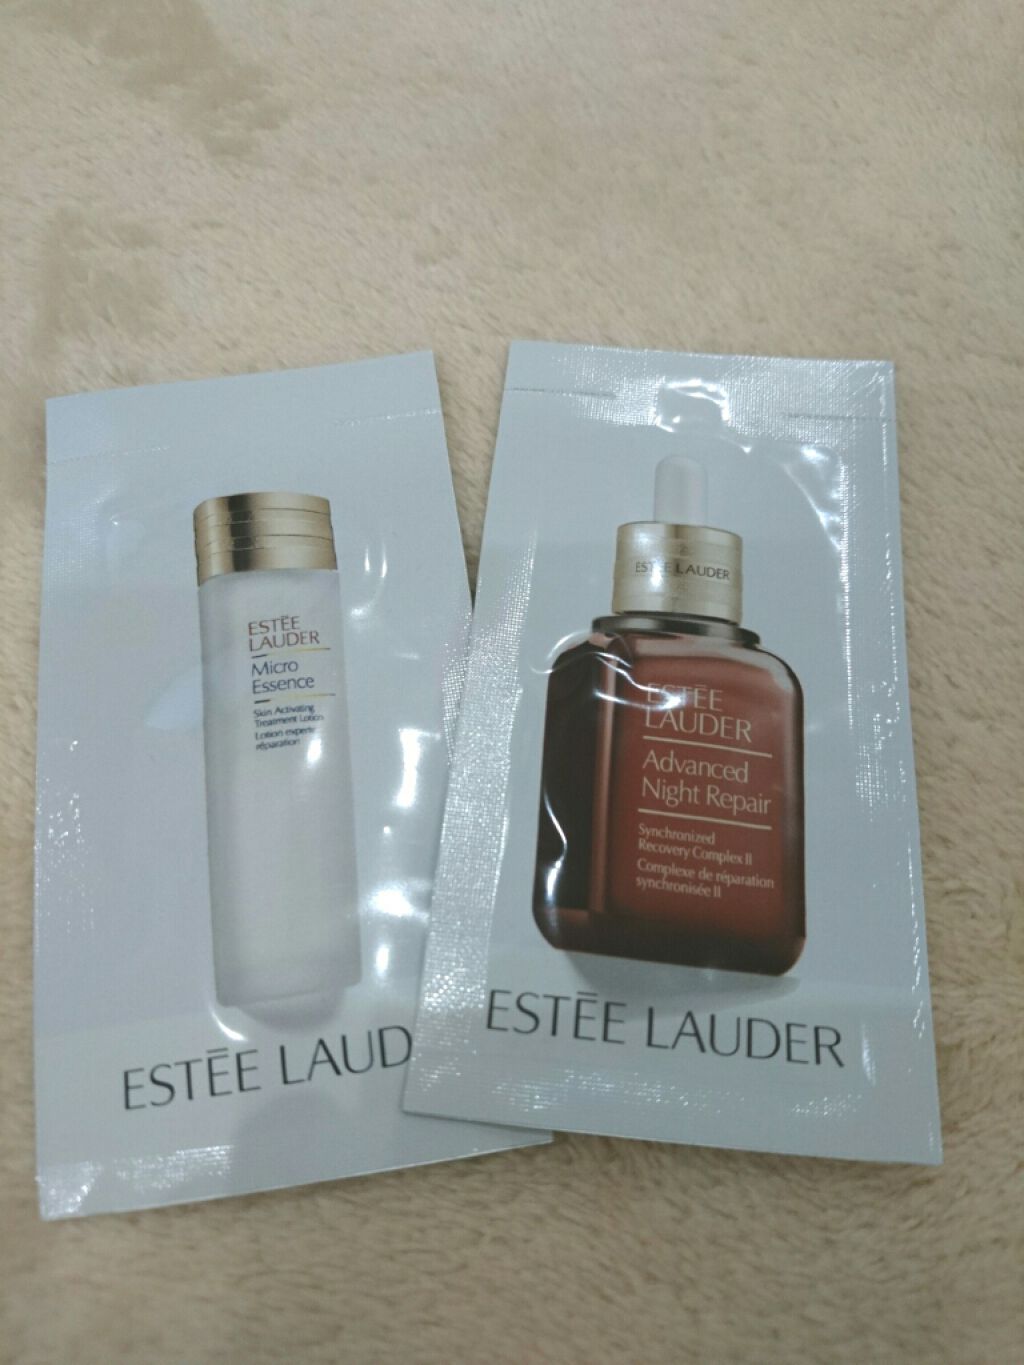 ESTĒE
LAUDER
Micro
Essence
Skin Activating
Treatment Lotion
Lotion experte
réparation
ESTĒE LAUD
ESTĒE LAUDER
ESTĒE
LAUDER
Advanced
Night Repair
Synchronized
Recovery Complex II
Complexe de réparation
synchronisée II
ESTĒE LAUDER